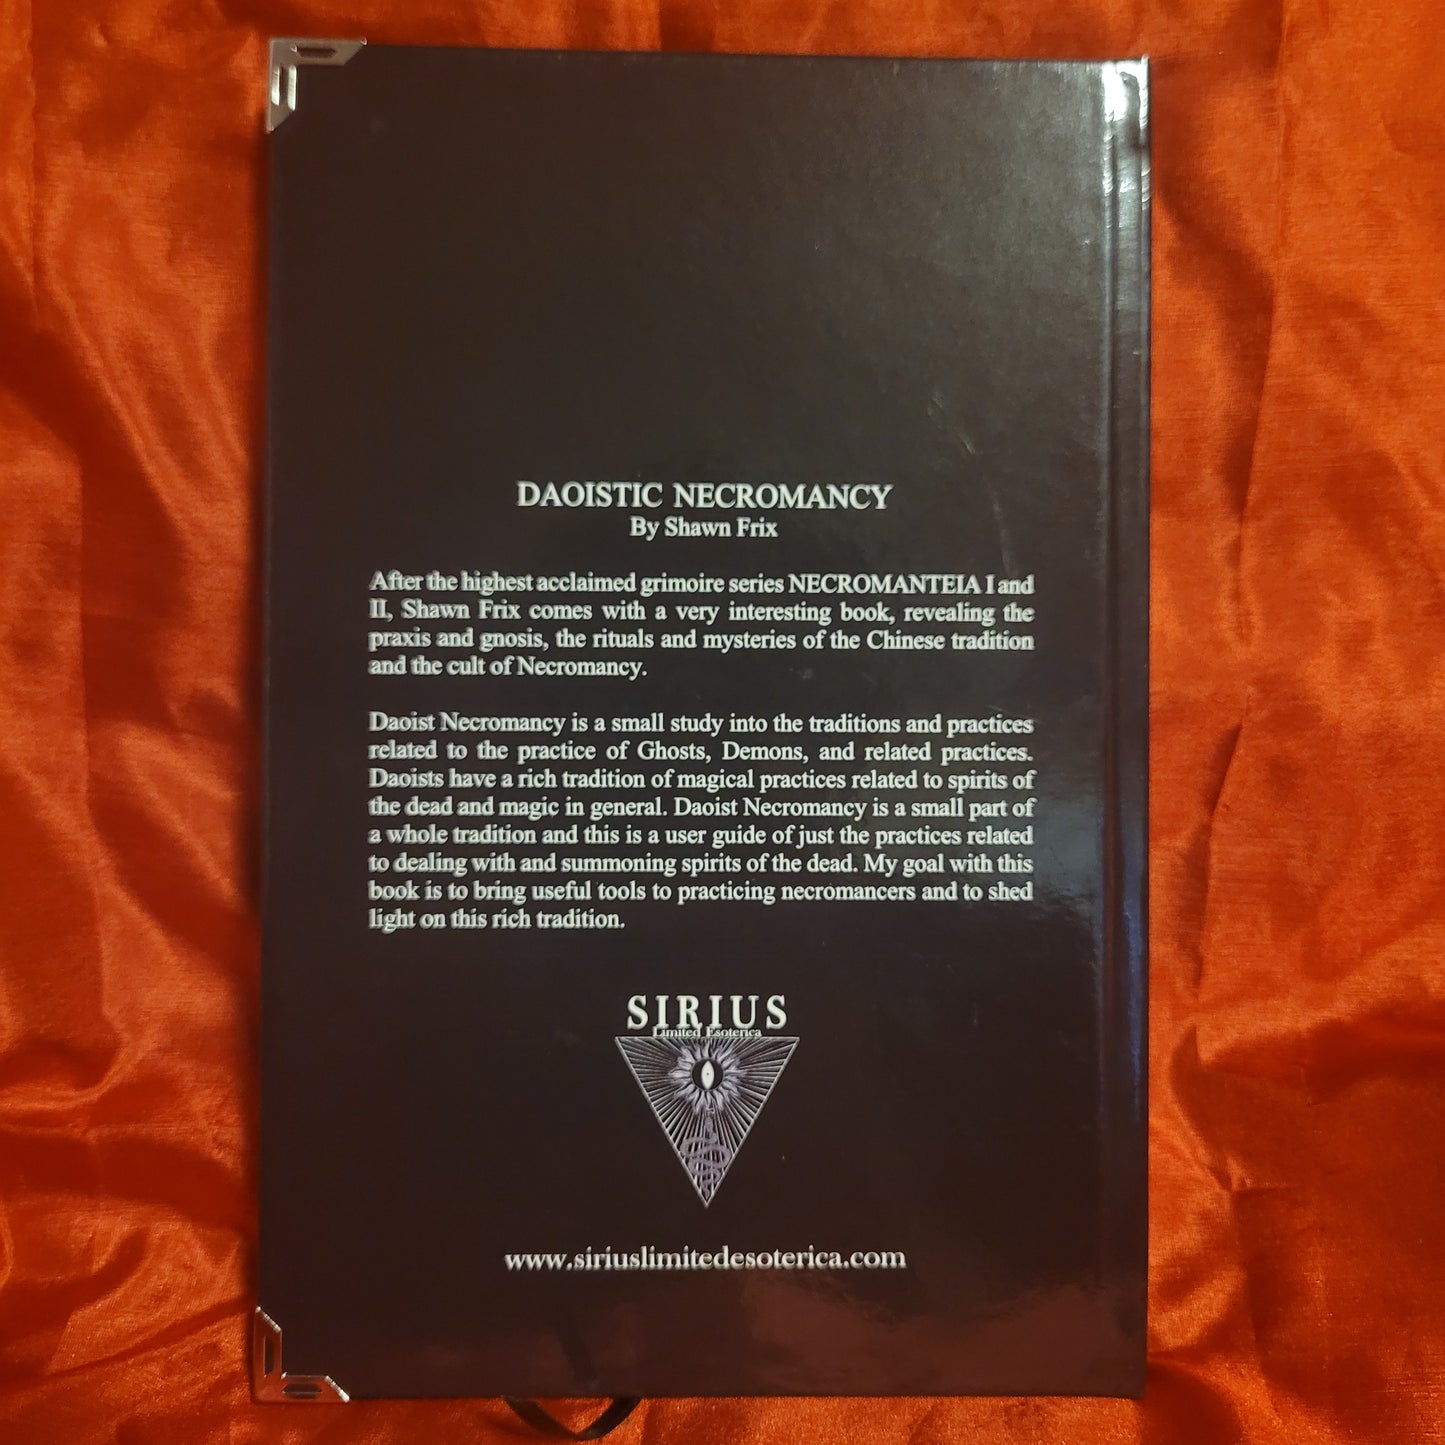 DAOISTIC NECROMANCY
By Shawn Frix
After the highest acclaimed grimoire series NECROMANTEIA I and
II, Shawn Frix comes with a very interesting book, revealing the
praxis and gnosis, the rituals and mysteries of the Chinese tradition
and the cult of Necromancy.
Daoist Necromancy is a small study into the traditions and practices
related to the practice of Ghosts, Demons, and related practices.
Daoists have a rich tradition of magical practices related to spirits of
the dead and magic in general. Daoist Necromancy is a small part of
a whole tradition and this is a user guide of just the practices related
to dealing with and summoning spirits of the dead. My goal with this
book is to bring useful tools to practicing necromancers and to shed
light on this rich tradition.
SIRIUS
Limited Esoterica
www.siriuslimitedesoterica.com